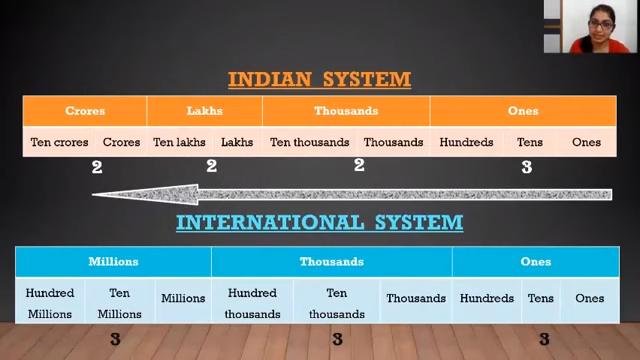 INDIAN SYSTEM
Crores Lakhs Thousands Ones
Ten crores Crores Ten lakhs Lakhs Ten thousands Thousands Hundreds Tens Ones
2 2 2 3
INTERNATIONAL SYSTEM
Millions Thousands Ones
Hundred Millions Ten Millions Millions Hundred thousands Ten thousands Thousands Hundreds Tens Ones
3 3 3